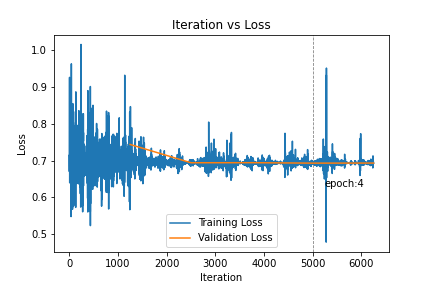 Iteration vs Loss
Loss
1.0
0.9
0.8
0.7
0.6
0.5
epoch:4
Training Loss
Validation Loss
0
1000
2000
3000
4000
5000
6000
Iteration